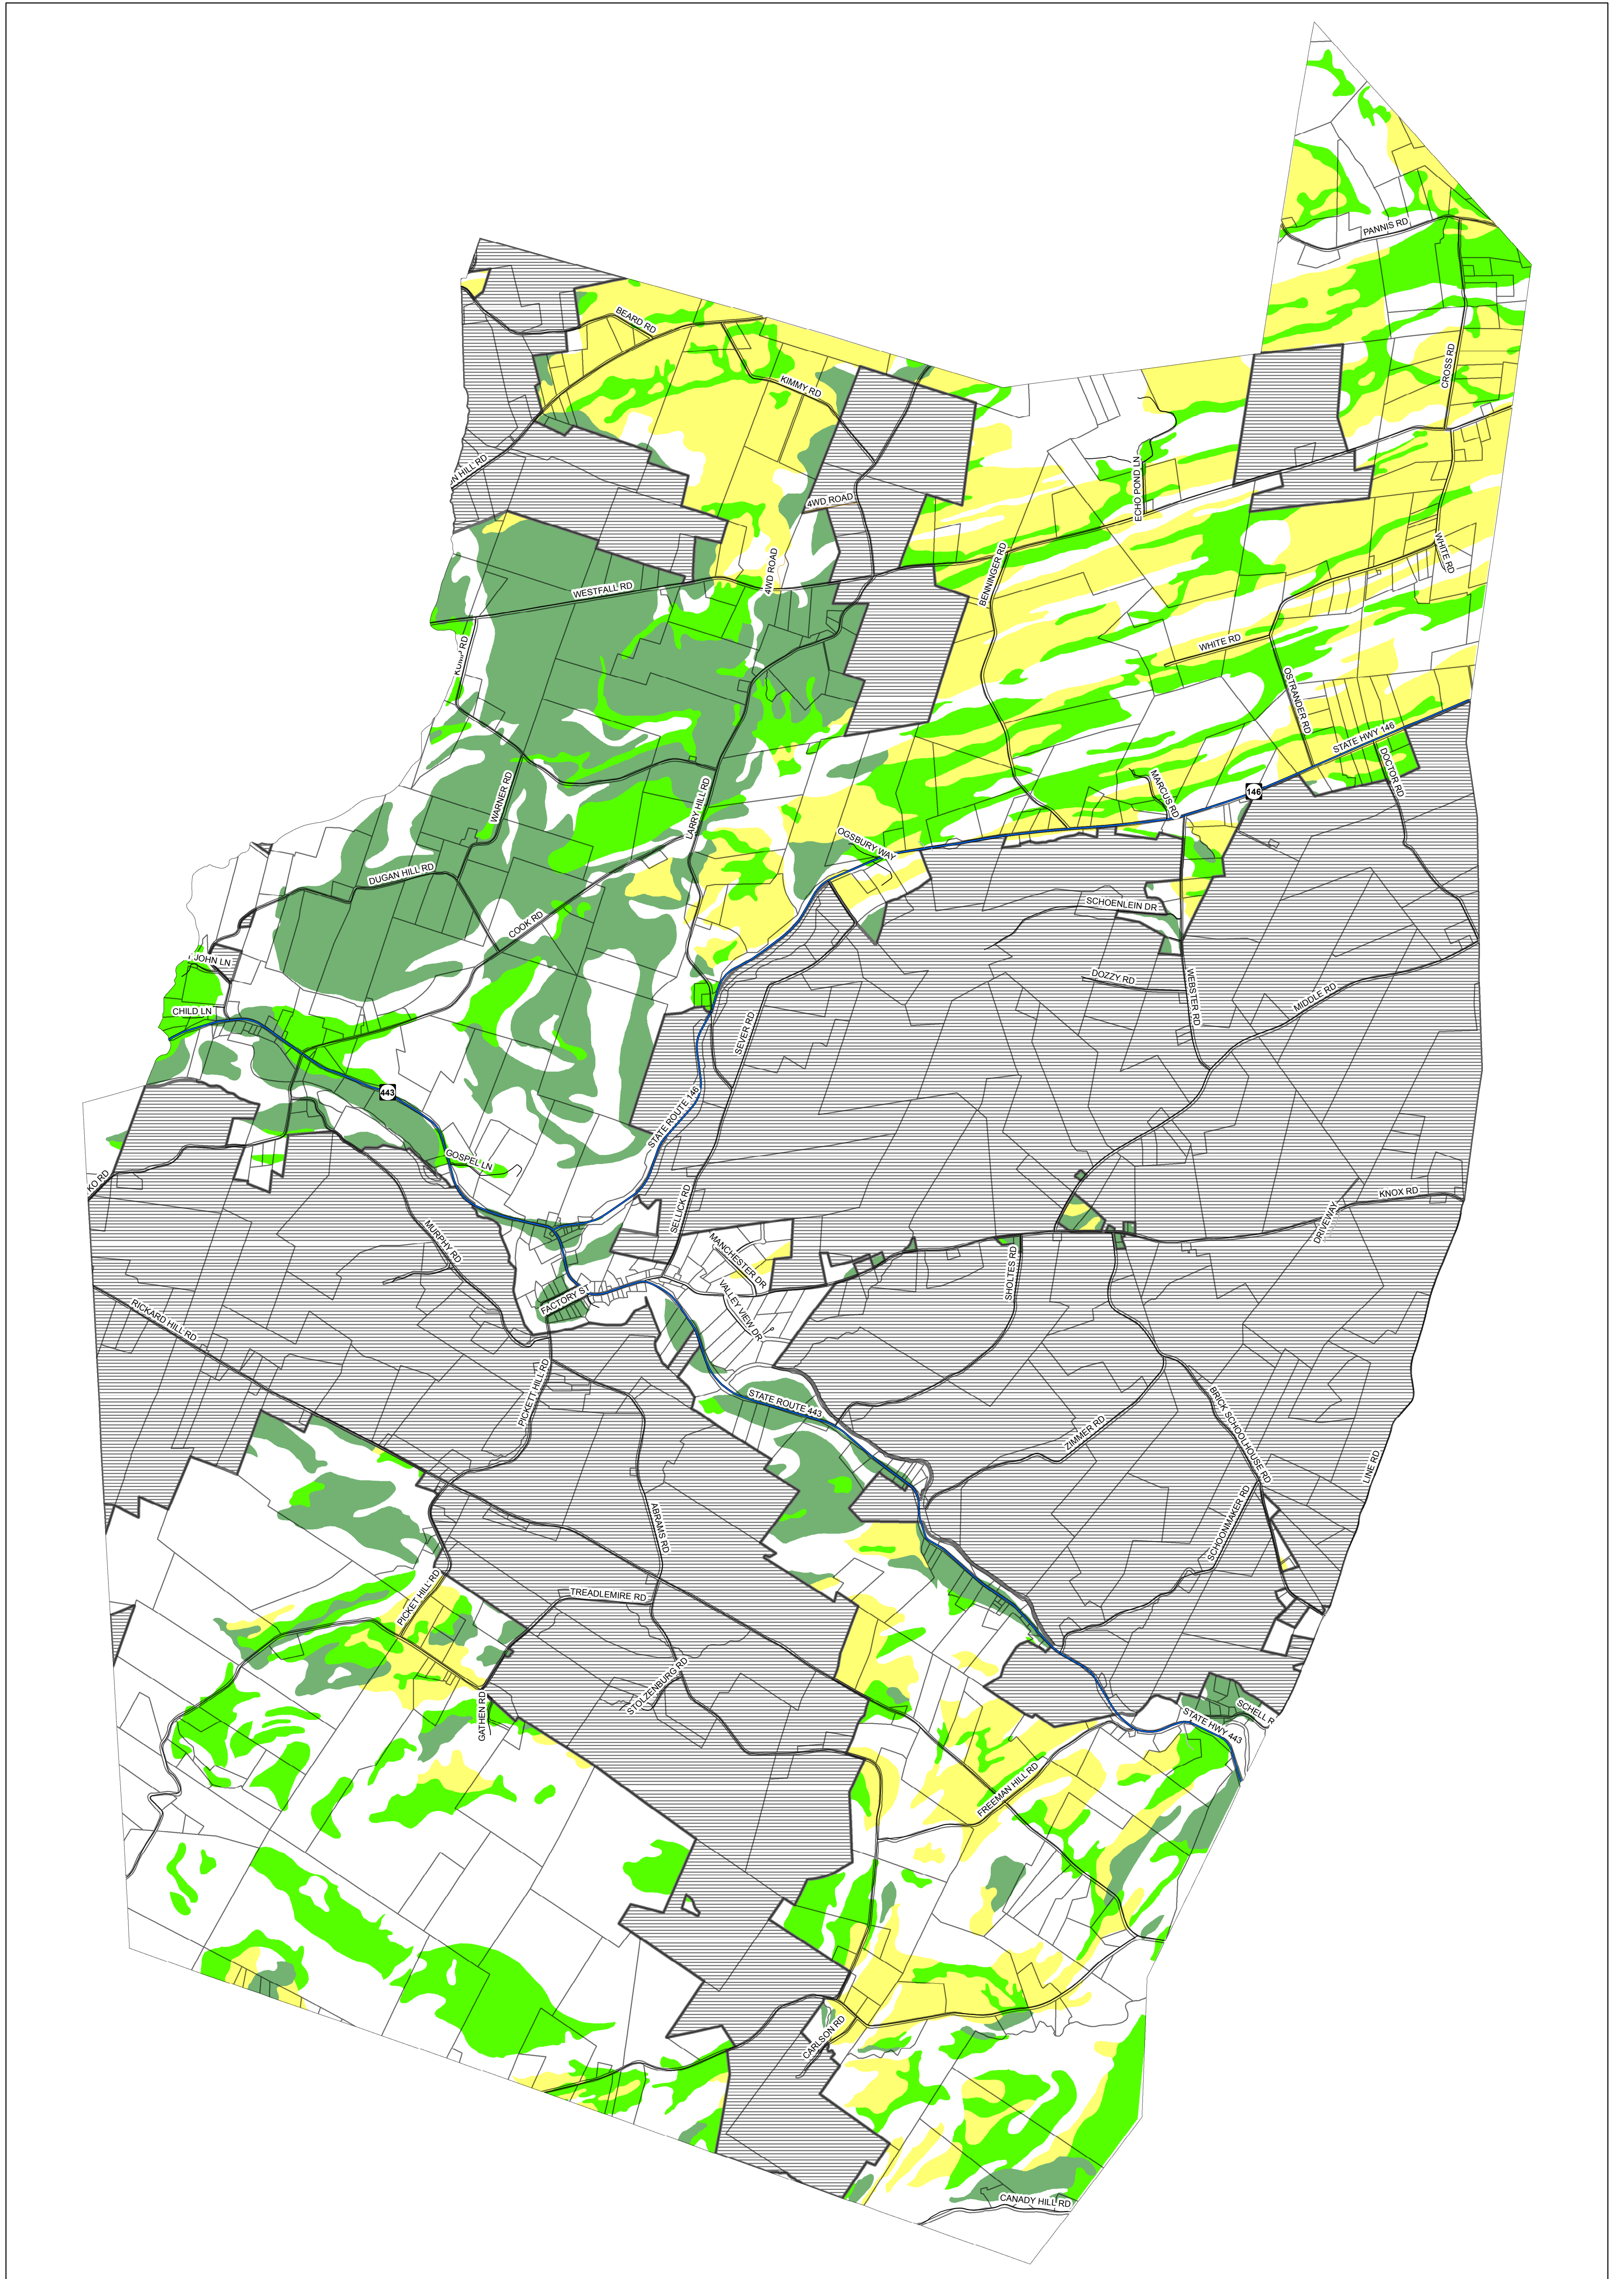 PANNIS RD
BEARD RD
CROSS RD
KIMMY RD
N HILL RD
ECHO POND LN
4WD ROAD
WHITE RD
BENNINGER RD
4WD ROAD
WESTFALL RD
WHITE RD
OSTRANDER RD
STATE HWY 146
DOCTOR RD
MARCUS RD
146
WARNER RD
LARRY HILL RD
OGSBURY WAY
DUGAN HILL RD
SCHOENLEIN DR
COOK RD
JOHN LN
DOZZY RD
WEBSTER RD
MIDDLE RD
CHILD LN
SEVER RD
443
STATE ROUTE 146
GOSPEL LN
KO RD
KNOX RD
SELLICK RD
DRIVEWAY
MURPHY RD
MANCHESTER DR
SHOLTES RD
FACTORY ST
VALLEY VIEW DR
RICKARD HILL RD
PICKETT HILL RD
STATE ROUTE 443
BRICK SCHOOLHOUSE RD
ZIMMER RD
LINE RD
ABRAMS RD
SCHOONMAKER RD
PICKET HILL RD
TREADLEMIRE RD
STOLZENBURG RD
GATHEN RD
SCHELL R
STATE HWY 443
FREEMAN HILL RD
CARLSON RD
CANADY HILL RD